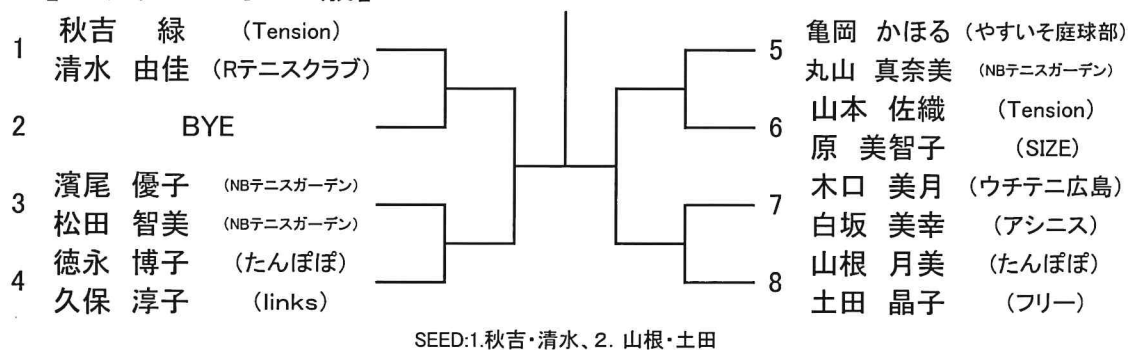 1 秋吉 緑 (Tension)
清水 由佳 (Rテニスクラブ)
2 BYE
3 濱尾 優子 (NBテニスガーデン)
松田 智美 (NBテニスガーデン)
4 徳永 博子 (たんぽぽ)
久保 淳子 (links)
5 亀岡 かほる (やすいそ庭球部)
丸山 真奈美 (NBテニスガーデン)
6 山本 佐織 (Tension)
原 美智子 (SIZE)
7 木口 美月 (ウチテニ広島)
白坂 美幸 (アシニス)
8 山根 月美 (たんぽぽ)
土田 晶子 (フリー)
SEED:1.秋吉・清水、2. 山根・土田